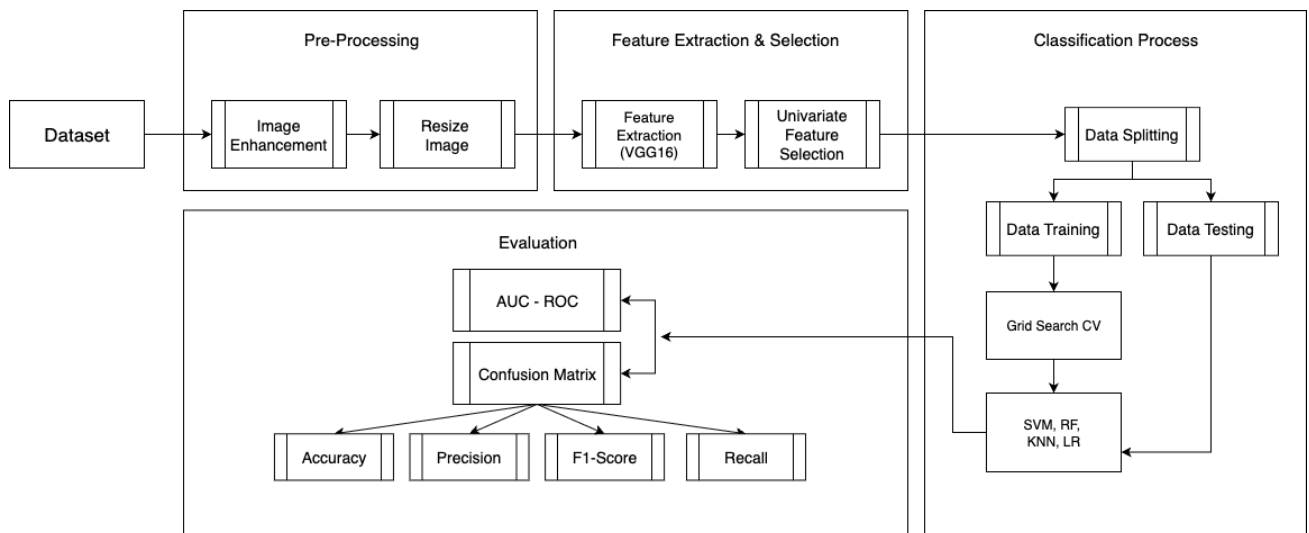 Pre-Processing
Feature Extraction & Selection
Classification Process
Dataset
Image
Enhancement
Resize
Image
Feature
Extraction
(VGG16)
Univariate
Feature
Selection
Data Splitting
Data Training
Data Testing
Grid Search CV
SVM, RF,
KNN, LR
Evaluation
AUC - ROC
Confusion Matrix
Accuracy
Precision
F1-Score
Recall